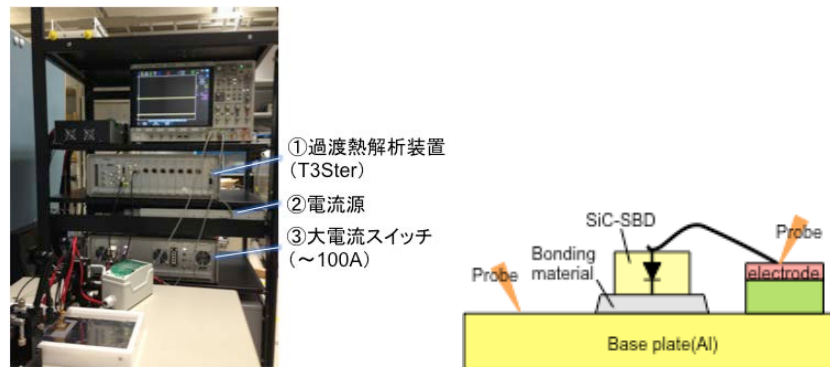 ①過渡熱解析装置
（T3Ster）
②電流源
③大電流スイッチ
（～100A）
SiC-SBD
Bonding
material
Probe
Probe
electrode
Base plate(Al)